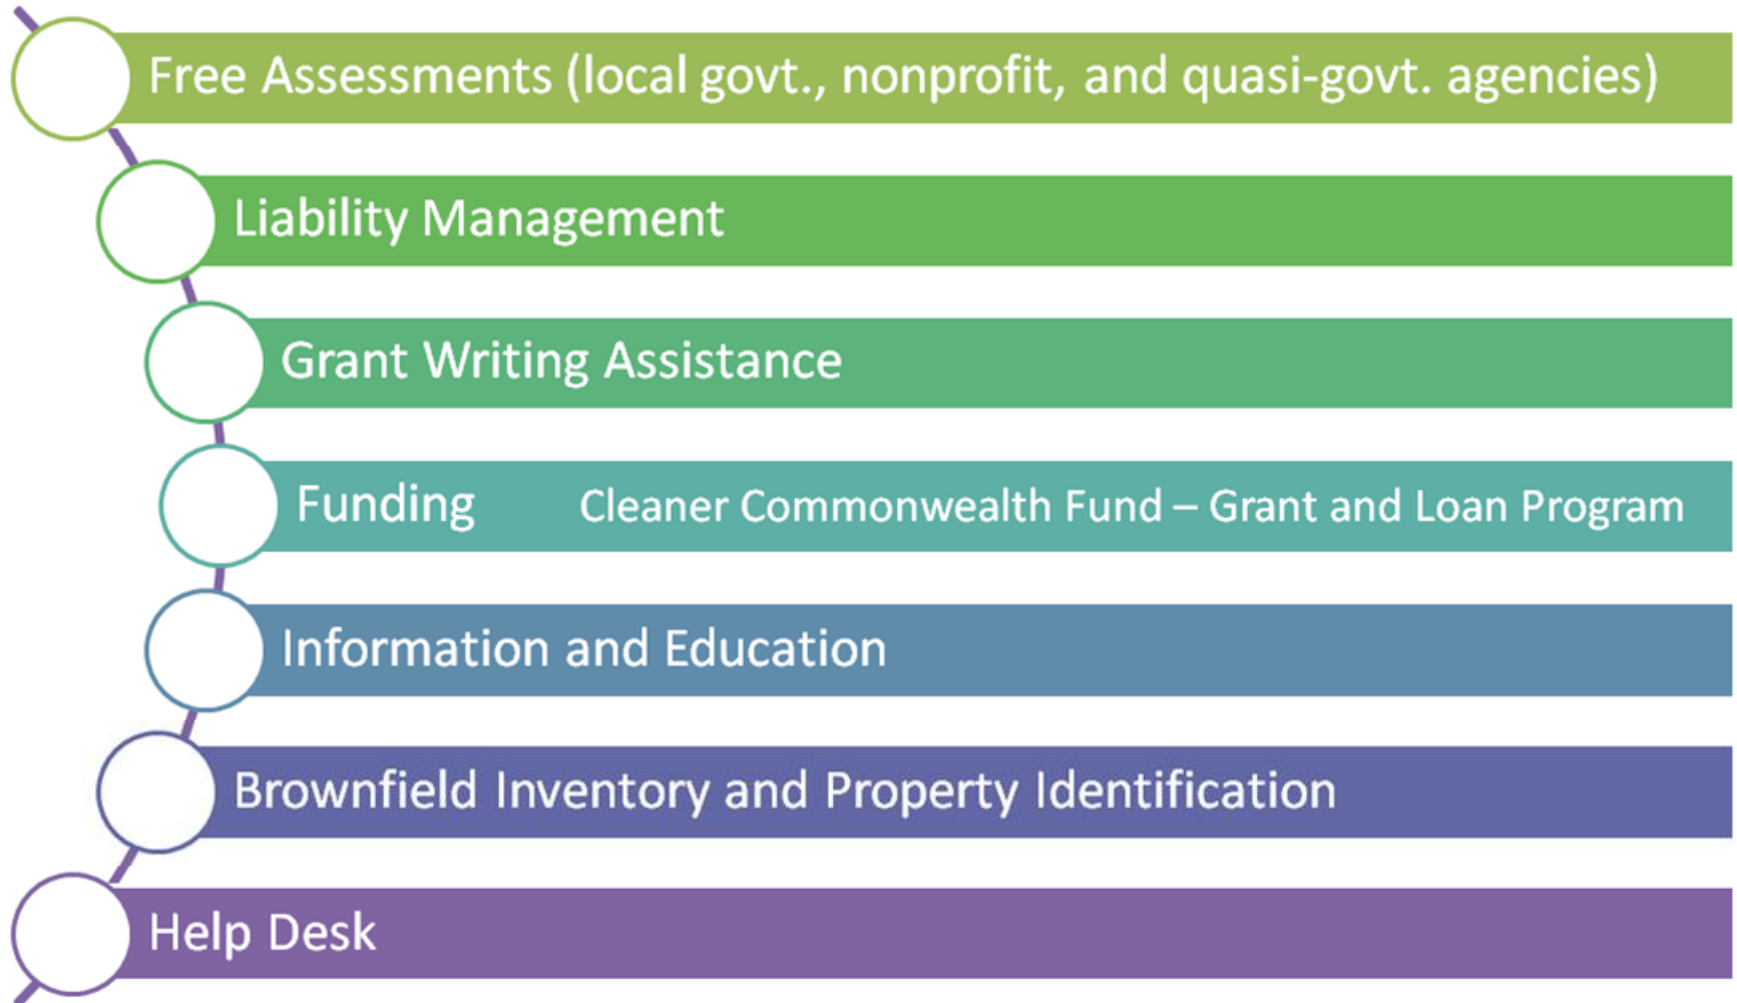 Free Assessments (local govt., nonprofit, and quasi-govt. agencies)
Liability Management
Grant Writing Assistance
Funding Cleaner Commonwealth Fund – Grant and Loan Program
Information and Education
Brownfield Inventory and Property Identification
Help Desk